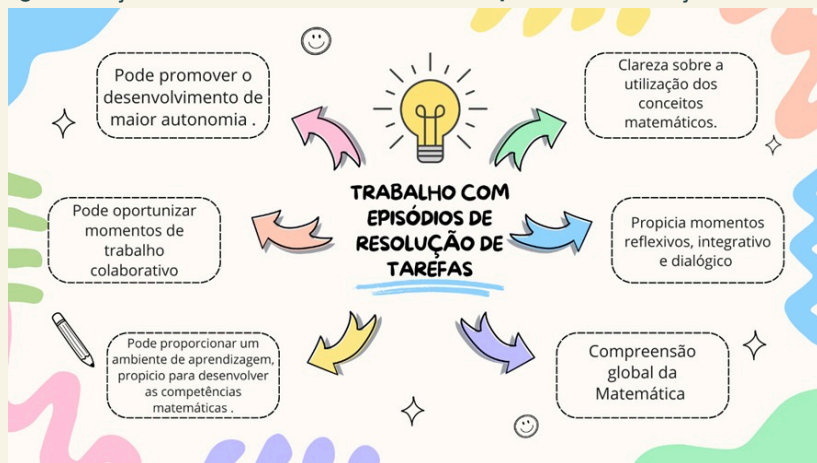 Pode promover o
desenvolvimento de
maior autonomia .
Clareza sobre a
utilização dos
conceitos
matemáticos.
TRABALHO COM
EPISÓDIOS DE
RESOLUÇÃO DE
TAREFAS
Pode oportunizar
momentos de
trabalho
colaborativo
Propicia momentos
reflexivos, integrativo
e dialógico
Pode proporcionar um
ambiente de aprendizagem,
propicio para desenvolver
as competências
matemáticas .
Compreensão
global da
Matemática